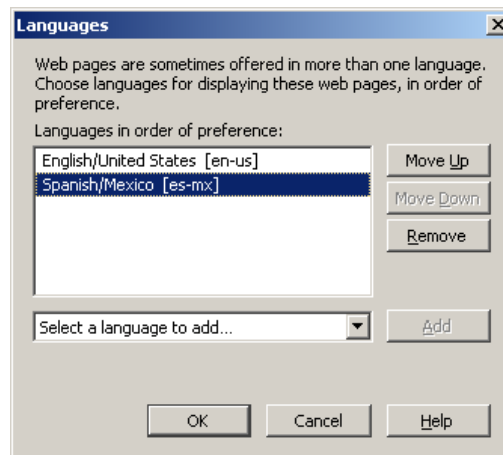 Languages
Web pages are sometimes offered in more than one language.
Choose languages for displaying these web pages, in order of
preference.
Languages in order of preference:
English/United States [en-us]
Spanish/Mexico [es-mx]
Move Up
Move Down
Remove
Select a language to add...
Add
OK
Cancel
Help